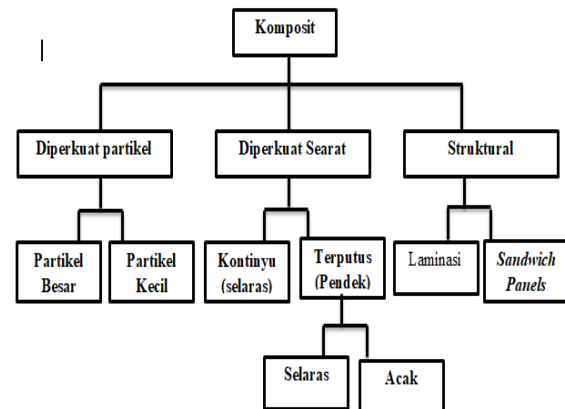 Komposit
Diperkuat partikel
Diperkuat Searat
Struktural
Partikel
Besar
Partikel
Kecil
Kontinyu
(selaras)
Terputus
(Pendek)
Laminasi
Sandwich
Panels
Selaras
Acak